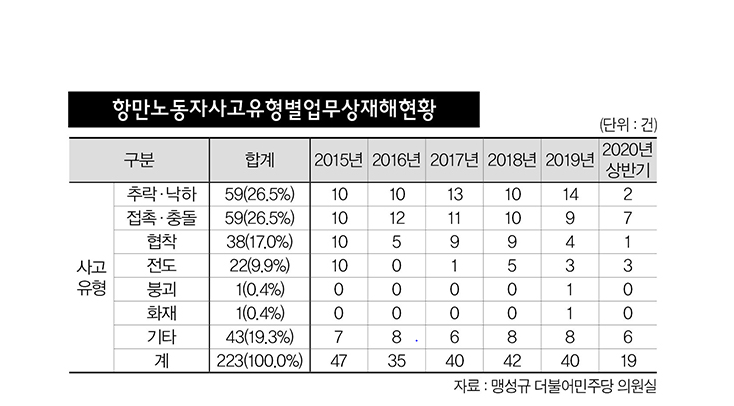 항만노동자사고유형별업무상재해현황
(단위 : 건)
구분 합계 2015년 2016년 2017년 2018년 2019년 2020년 상반기
사고 유형
추락·낙하 59(26.5%) 10 10 13 10 14 2
접촉·충돌 59(26.5%) 10 12 11 10 9 7
협착 38(17.0%) 10 5 9 9 4 1
전도 22(9.9%) 10 0 1 5 3 3
붕괴 1(0.4%) 0 0 0 0 1 0
화재 1(0.4%) 0 0 0 0 1 0
기타 43(19.3%) 7 8 6 8 8 6
계 223(100.0%) 47 35 40 42 40 19
자료 : 맹성규 더불어민주당 의원실